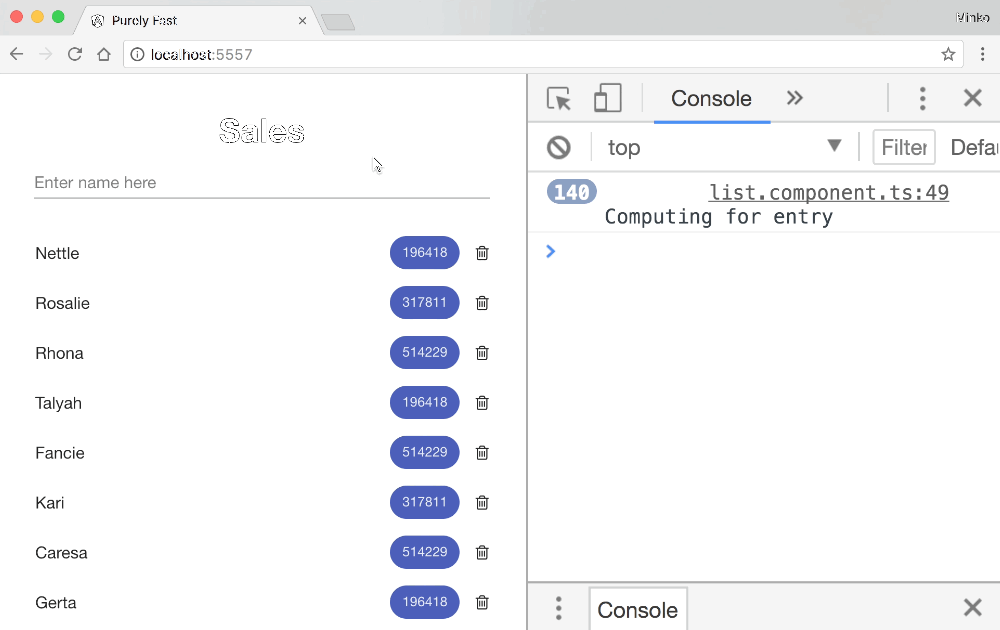 Purely Fast
Minko
localhost:5557
Sales
Enter name here
Nettle 196418
Rosalie 317811
Rhona 514229
Talyah 196418
Fancie 514229
Kari 317811
Caresa 514229
Gerta 196418
Console
top
Filter
Defau
140 list.component.ts:49
Computing for entry
Console